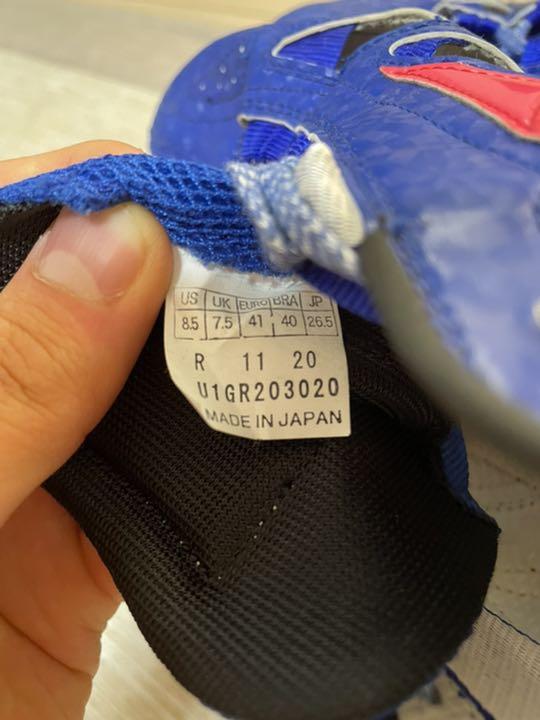 US UK EURO BRA JP
8.5 7.5 41 40 26.5
R 11 20
U1GR203020
MADE IN JAPAN